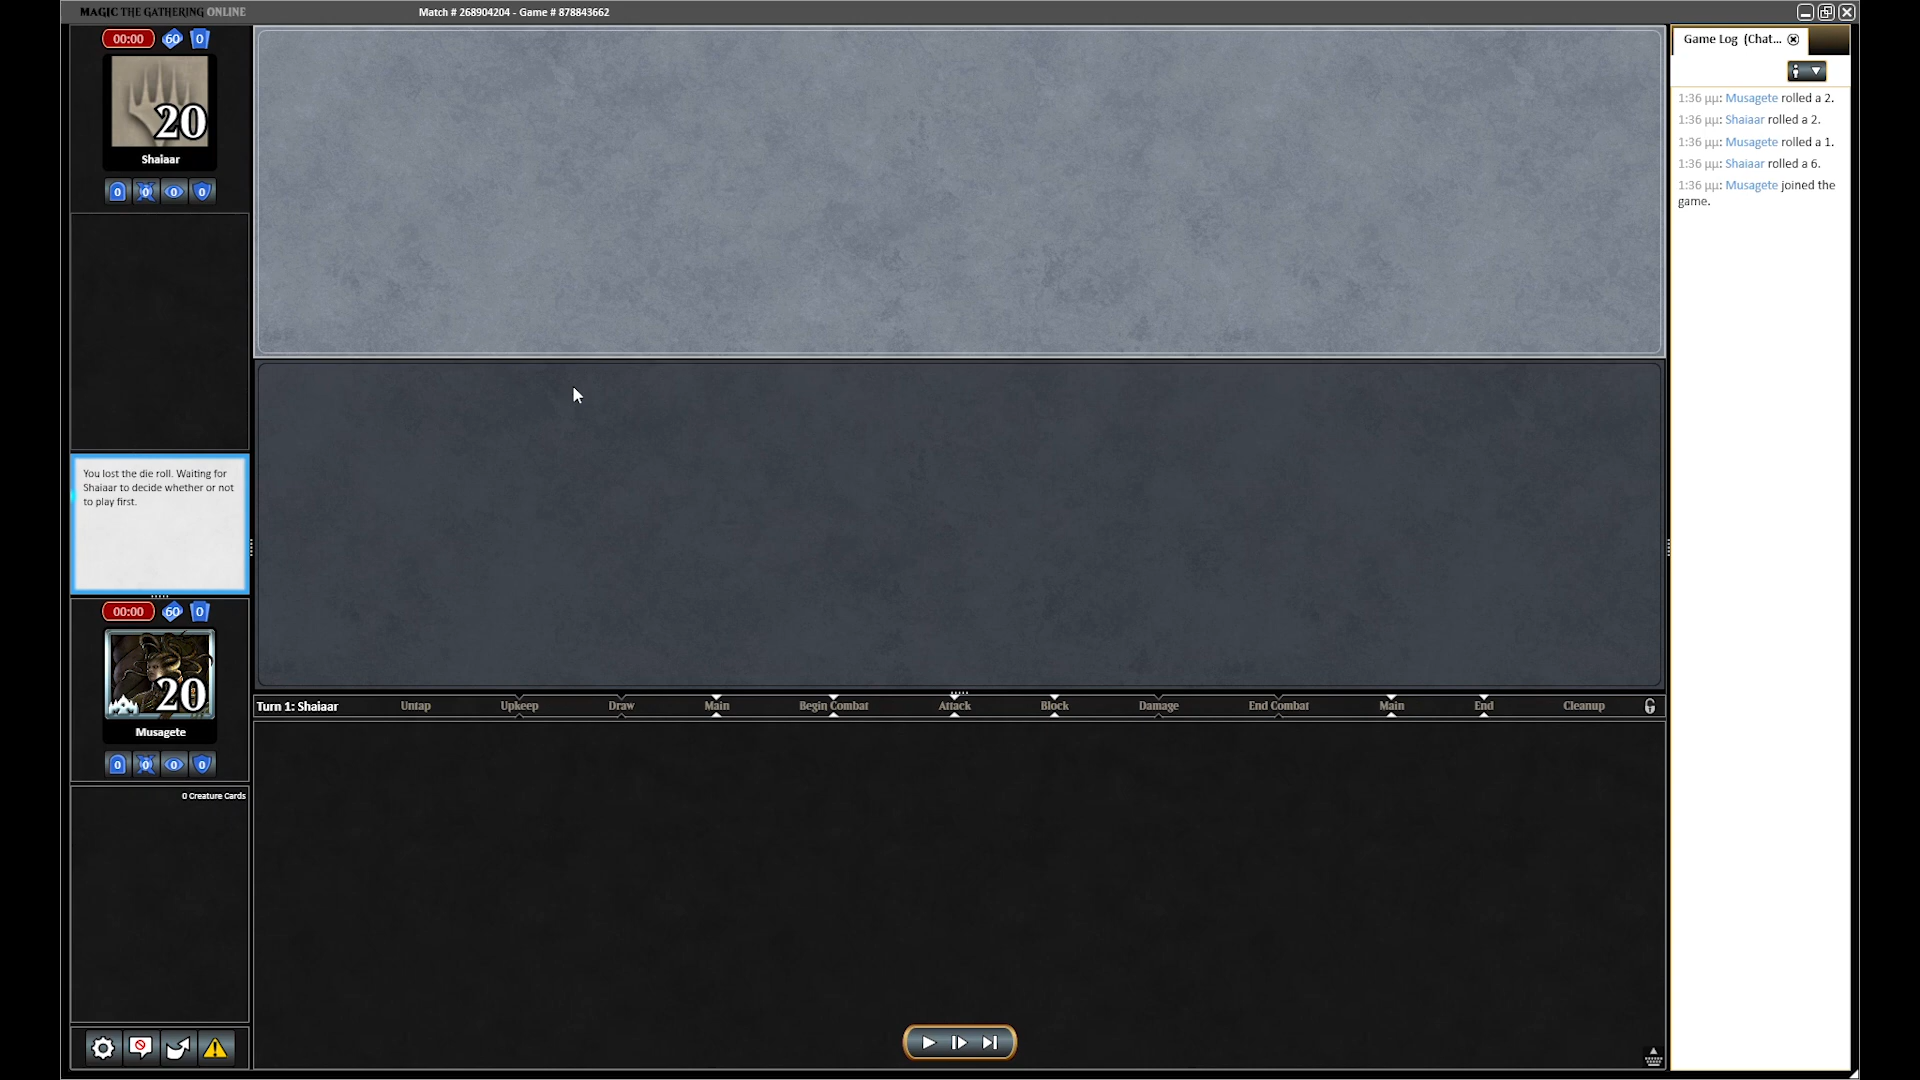 MAGIC THE GATHERING ONLINE
Match # 268904204 - Game # 878843662
00:00 60 0
20
Shaiaar
0 0 0 0
You lost the die roll. Waiting for
Shaiaar to decide whether or not
to play first.
00:00 60 0
20
Musagete
0 0 0 0
0 Creature Cards
Turn 1: Shaiaar Untap Upkeep Draw Main Begin Combat Attack Block Damage End Combat Main End Cleanup
Game Log (Chat...
1:36 μμ: Musagete rolled a 2.
1:36 μμ: Shaiaar rolled a 2.
1:36 μμ: Musagete rolled a 1.
1:36 μμ: Shaiaar rolled a 6.
1:36 μμ: Musagete joined the
game.